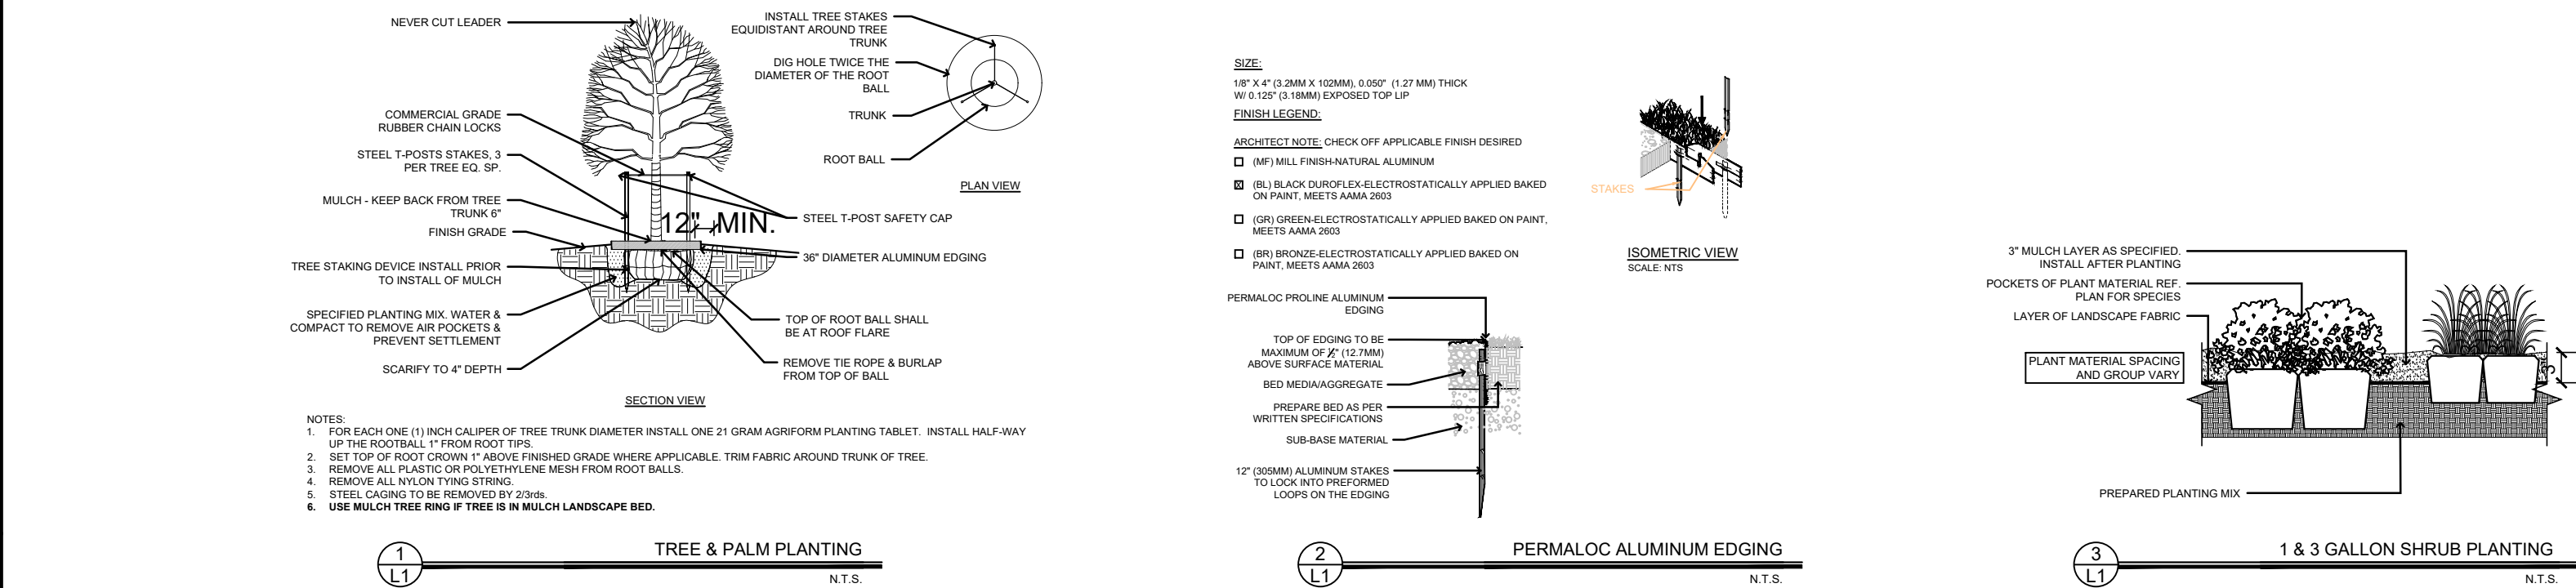 NEVER CUT LEADER
COMMERCIAL GRADE
RUBBER CHAIN LOCKS
STEEL T-POSTS STAKES, 3
PER TREE EQ. SP.
MULCH - KEEP BACK FROM TREE
TRUNK 6"
FINISH GRADE
TREE STAKING DEVICE INSTALL PRIOR
TO INSTALL OF MULCH
SPECIFIED PLANTING MIX. WATER &
COMPACT TO REMOVE AIR POCKETS &
PREVENT SETTLEMENT
SCARIFY TO 4" DEPTH
INSTALL TREE STAKES
EQUIDISTANT AROUND TREE
TRUNK
DIG HOLE TWICE THE
DIAMETER OF THE ROOT
BALL
TRUNK
ROOT BALL
PLAN VIEW
12" MIN.
STEEL T-POST SAFETY CAP
36" DIAMETER ALUMINUM EDGING
TOP OF ROOT BALL SHALL
BE AT ROOF FLARE
REMOVE TIE ROPE & BURLAP
FROM TOP OF BALL
SECTION VIEW
NOTES:
1. FOR EACH ONE (1) INCH CALIPER OF TREE TRUNK DIAMETER INSTALL ONE 21 GRAM AGRIFORM PLANTING TABLET. INSTALL HALF-WAY
UP THE ROOTBALL 1" FROM ROOT TIPS.
2. SET TOP OF ROOT CROWN 1" ABOVE FINISHED GRADE WHERE APPLICABLE. TRIM FABRIC AROUND TRUNK OF TREE.
3. REMOVE ALL PLASTIC OR POLYETHYLENE MESH FROM ROOT BALLS.
4. REMOVE ALL NYLON TYING STRING.
5. STEEL CAGING TO BE REMOVED BY 2/3rds.
6. USE MULCH TREE RING IF TREE IS IN MULCH LANDSCAPE BED.
1
L1
TREE & PALM PLANTING
N.T.S.
SIZE:
1/8" X 4" (3.2MM X 102MM), 0.050" (1.27 MM) THICK
W/ 0.125" (3.18MM) EXPOSED TOP LIP
FINISH LEGEND:
ARCHITECT NOTE: CHECK OFF APPLICABLE FINISH DESIRED
(MF) MILL FINISH-NATURAL ALUMINUM
(BL) BLACK DUROFLEX-ELECTROSTATICALLY APPLIED BAKED
ON PAINT, MEETS AAMA 2603
(GR) GREEN-ELECTROSTATICALLY APPLIED BAKED ON PAINT,
MEETS AAMA 2603
(BR) BRONZE-ELECTROSTATICALLY APPLIED BAKED ON
PAINT, MEETS AAMA 2603
STAKES
ISOMETRIC VIEW
SCALE: NTS
PERMALOC PROLINE ALUMINUM
EDGING
TOP OF EDGING TO BE
MAXIMUM OF ½" (12.7MM)
ABOVE SURFACE MATERIAL
BED MEDIA/AGGREGATE
PREPARE BED AS PER
WRITTEN SPECIFICATIONS
SUB-BASE MATERIAL
12" (305MM) ALUMINUM STAKES
TO LOCK INTO PREFORMED
LOOPS ON THE EDGING
2
L1
PERMALOC ALUMINUM EDGING
N.T.S.
3" MULCH LAYER AS SPECIFIED.
INSTALL AFTER PLANTING
POCKETS OF PLANT MATERIAL REF.
PLAN FOR SPECIES
LAYER OF LANDSCAPE FABRIC
PLANT MATERIAL SPACING
AND GROUP VARY
3"
PREPARED PLANTING MIX
3
L1
1 & 3 GALLON SHRUB PLANTING
N.T.S.